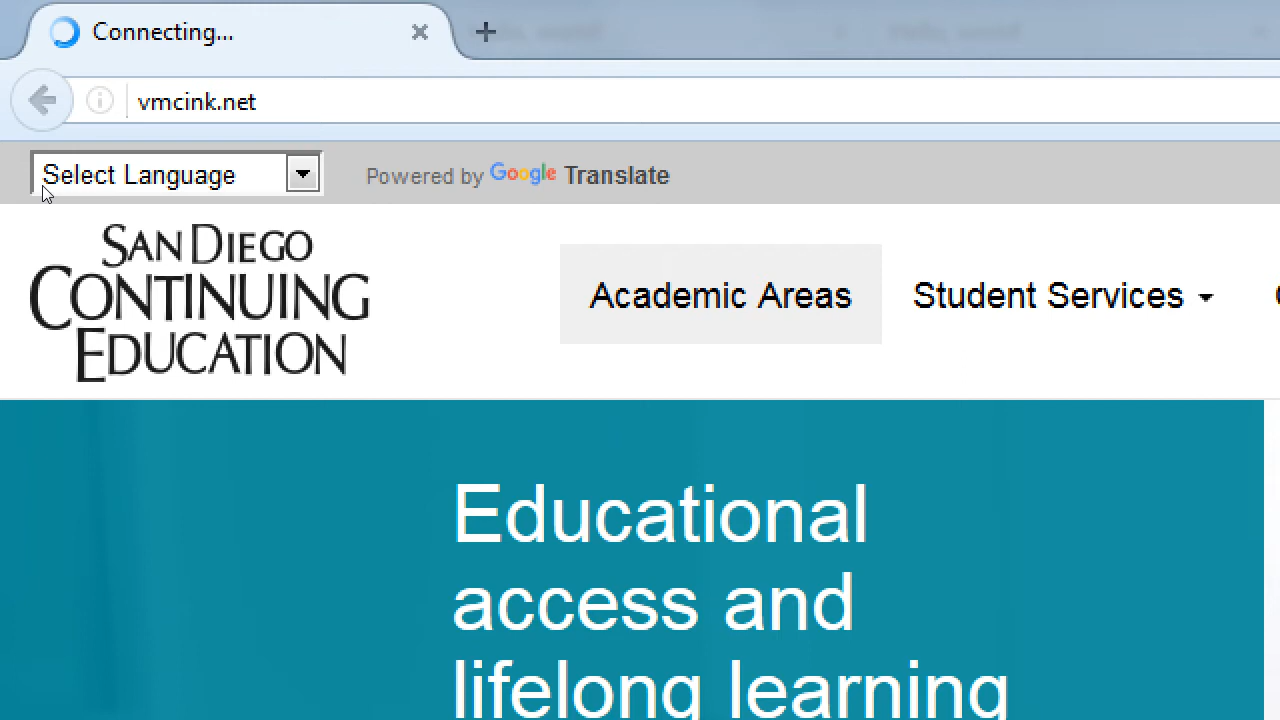 Connecting...
vmcink.net
Select Language
Powered by Google Translate
SAN DIEGO
CONTINUING
EDUCATION
Academic Areas
Student Services
Educational
access and
lifelong learning